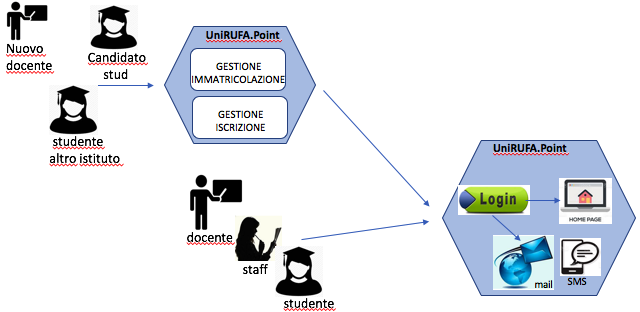 Nuovo
docente
Candidato
stud
studente
altro istituto
UniRUFA.Point
GESTIONE
IMMATRICOLAZIONE
GESTIONE
ISCRIZIONE
docente
staff
studente
UniRUFA.Point
Login
HOME PAGE
mail
SMS